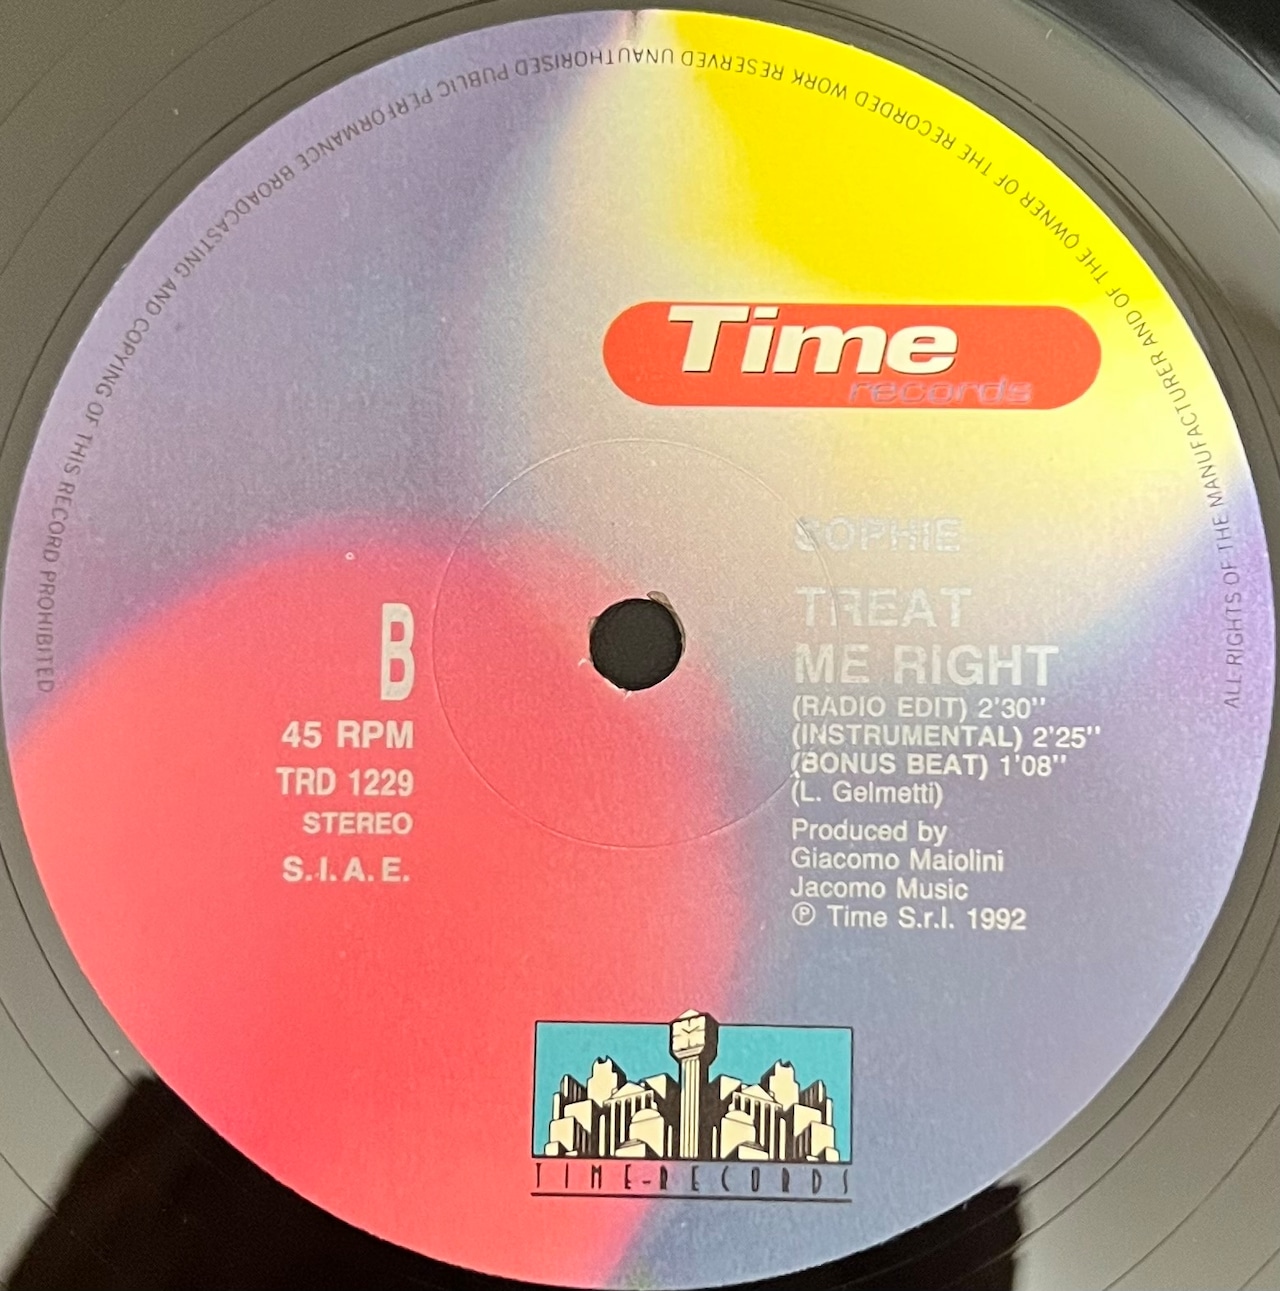 ALL RIGHTS OF THE MANUFACTURER AND OF THE OWNER OF THE RECORDED WORK RESERVED UNAUTHORISED PUBLIC PERFORMANCE BROADCASTING AND COPYING OF THIS RECORD PROHIBITED
Time
records
SOPHIE
TREAT
ME RIGHT
(RADIO EDIT) 2'30"
(INSTRUMENTAL) 2'25"
(BONUS BEAT) 1'08"
(L. Gelmetti)
Produced by
Giacomo Maiolini
Jacomo Music
℗ Time S.r.l. 1992
B
45 RPM
TRD 1229
STEREO
S.I.A.E.
TIME-RECORDS